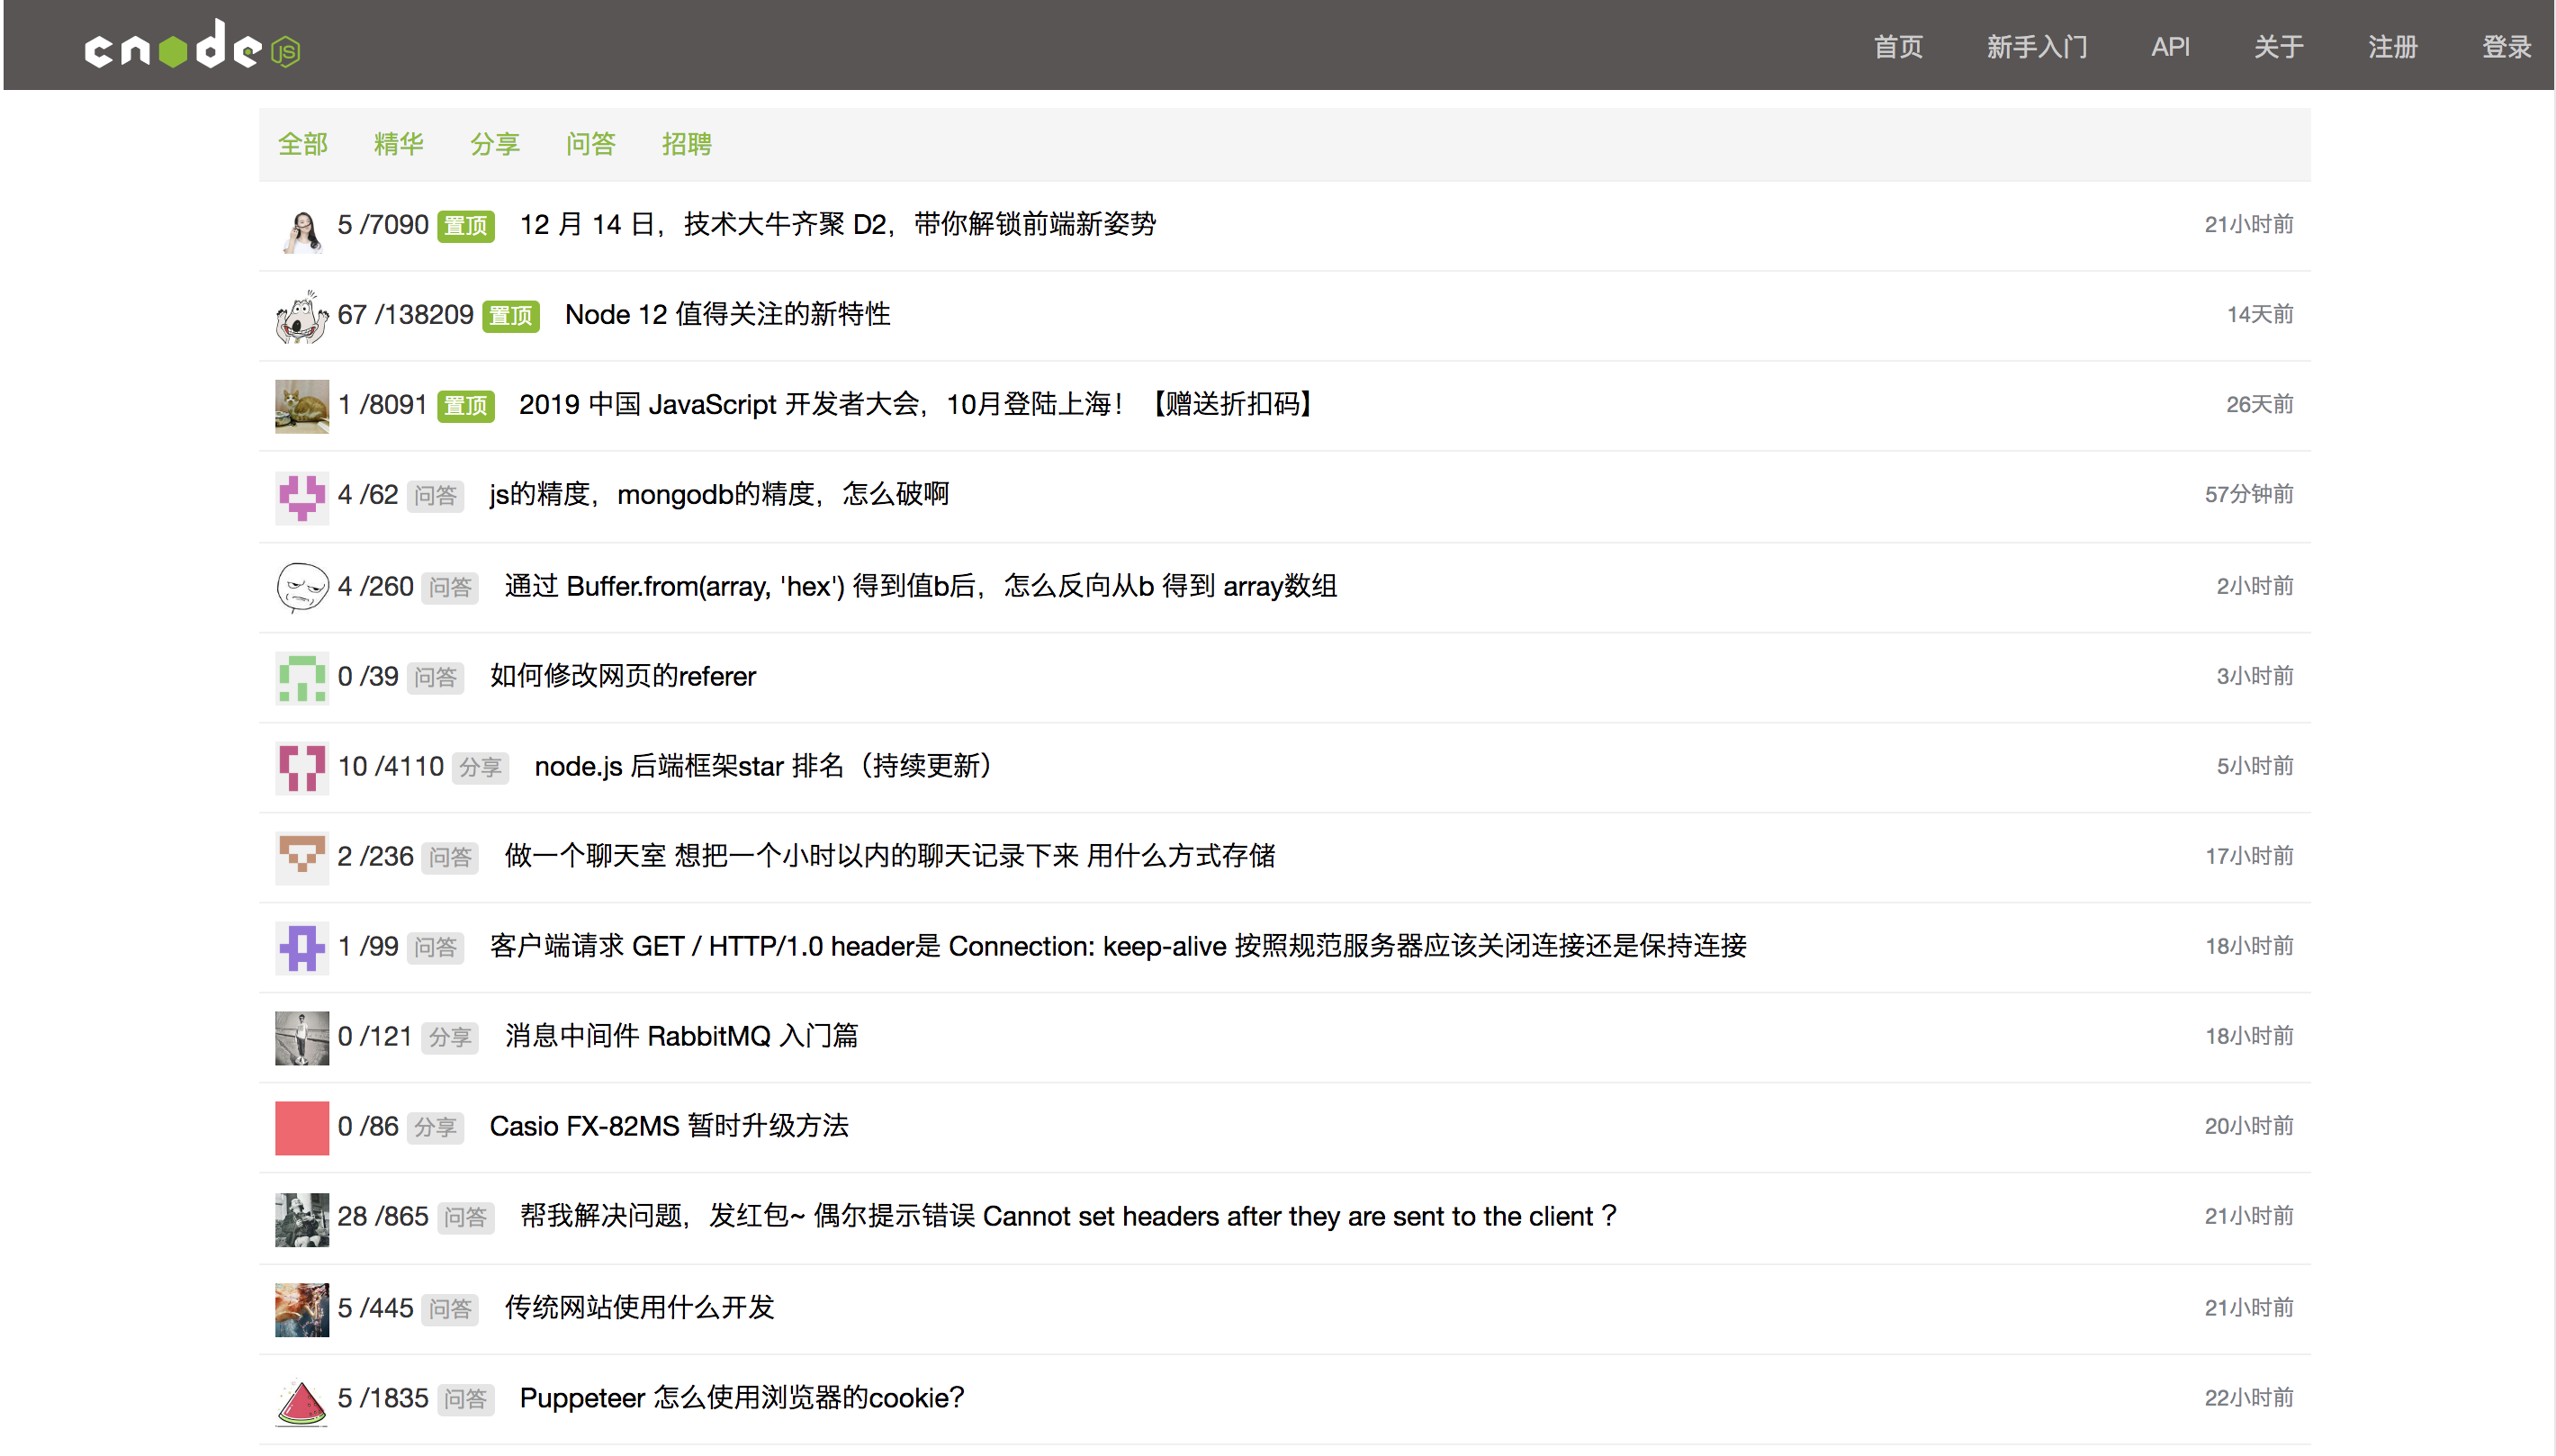 cnode JS 首页 新手入门 API 关于 注册 登录
全部 精华 分享 问答 招聘
5 /7090 置顶 12 月 14 日，技术大牛齐聚 D2，带你解锁前端新姿势 21小时前
67 /138209 置顶 Node 12 值得关注的新特性 14天前
1 /8091 置顶 2019 中国 JavaScript 开发者大会，10月登陆上海！【赠送折扣码】 26天前
4 /62 问答 js的精度，mongodb的精度，怎么破啊 57分钟前
4 /260 问答 通过 Buffer.from(array, 'hex') 得到值b后，怎么反向从b 得到 array数组 2小时前
0 /39 问答 如何修改网页的referer 3小时前
10 /4110 分享 node.js 后端框架star 排名（持续更新） 5小时前
2 /236 问答 做一个聊天室 想把一个小时以内的聊天记录下来 用什么方式存储 17小时前
1 /99 问答 客户端请求 GET / HTTP/1.0 header是 Connection: keep-alive 按照规范服务器应该关闭连接还是保持连接 18小时前
0 /121 分享 消息中间件 RabbitMQ 入门篇 18小时前
0 /86 分享 Casio FX-82MS 暂时升级方法 20小时前
28 /865 问答 帮我解决问题，发红包~ 偶尔提示错误 Cannot set headers after they are sent to the client ? 21小时前
5 /445 问答 传统网站使用什么开发 21小时前
5 /1835 问答 Puppeteer 怎么使用浏览器的cookie? 22小时前